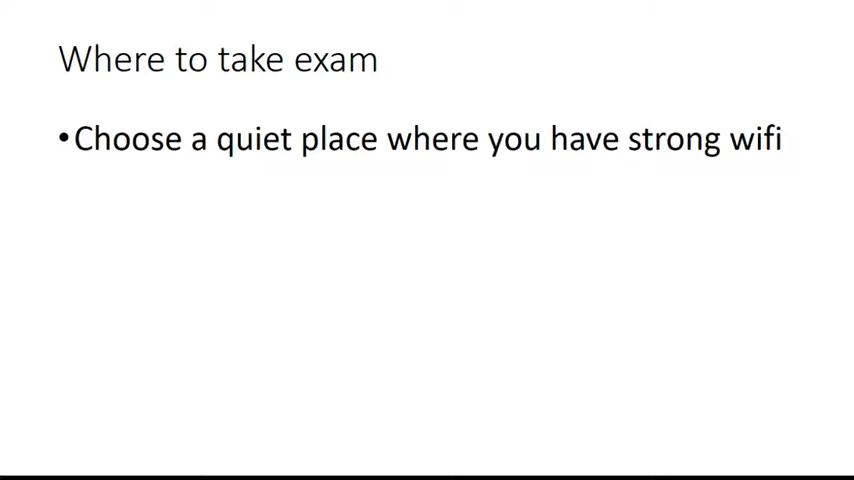 Where to take exam
•Choose a quiet place where you have strong wifi